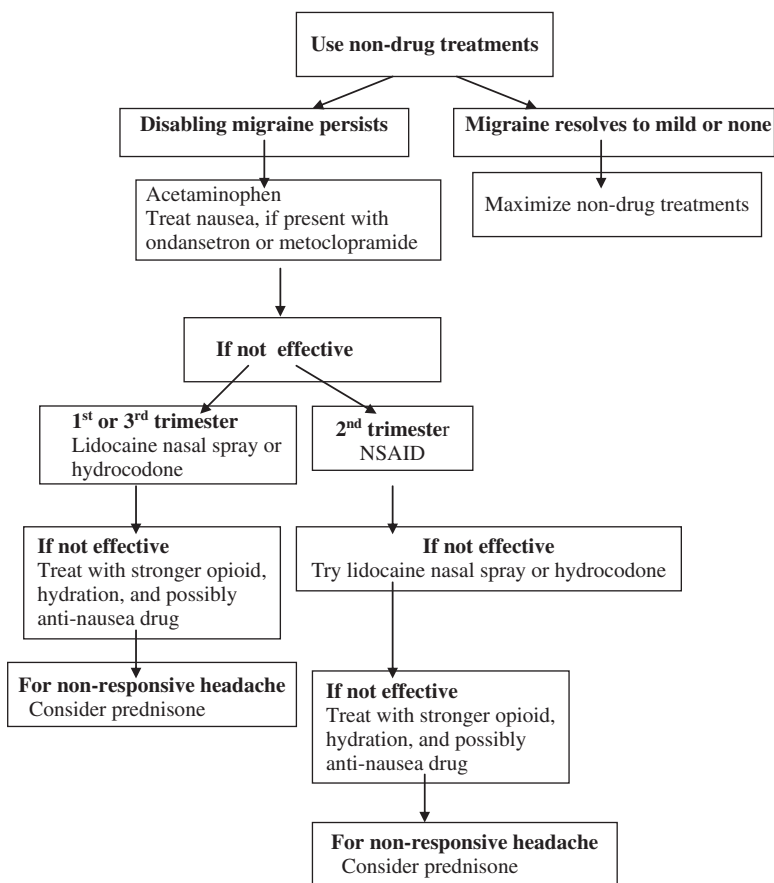 Use non-drug treatments
Disabling migraine persists
Migraine resolves to mild or none
Acetaminophen
Treat nausea, if present with
ondansetron or metoclopramide
Maximize non-drug treatments
If not effective
1st or 3rd trimester
Lidocaine nasal spray or
hydrocodone
2nd trimester
NSAID
If not effective
Treat with stronger opioid,
hydration, and possibly
anti-nausea drug
If not effective
Try lidocaine nasal spray or hydrocodone
For non-responsive headache
Consider prednisone
If not effective
Treat with stronger opioid,
hydration, and possibly
anti-nausea drug
For non-responsive headache
Consider prednisone